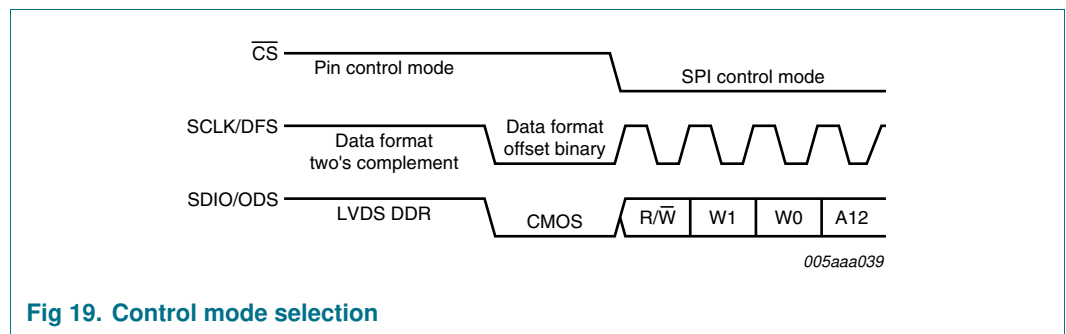 C̅S̅
Pin control mode
SPI control mode
SCLK/DFS
Data format
two's complement
Data format
offset binary
SDIO/ODS
LVDS DDR
CMOS
R/W̅
W1
W0
A12
005aaa039
Fig 19. Control mode selection